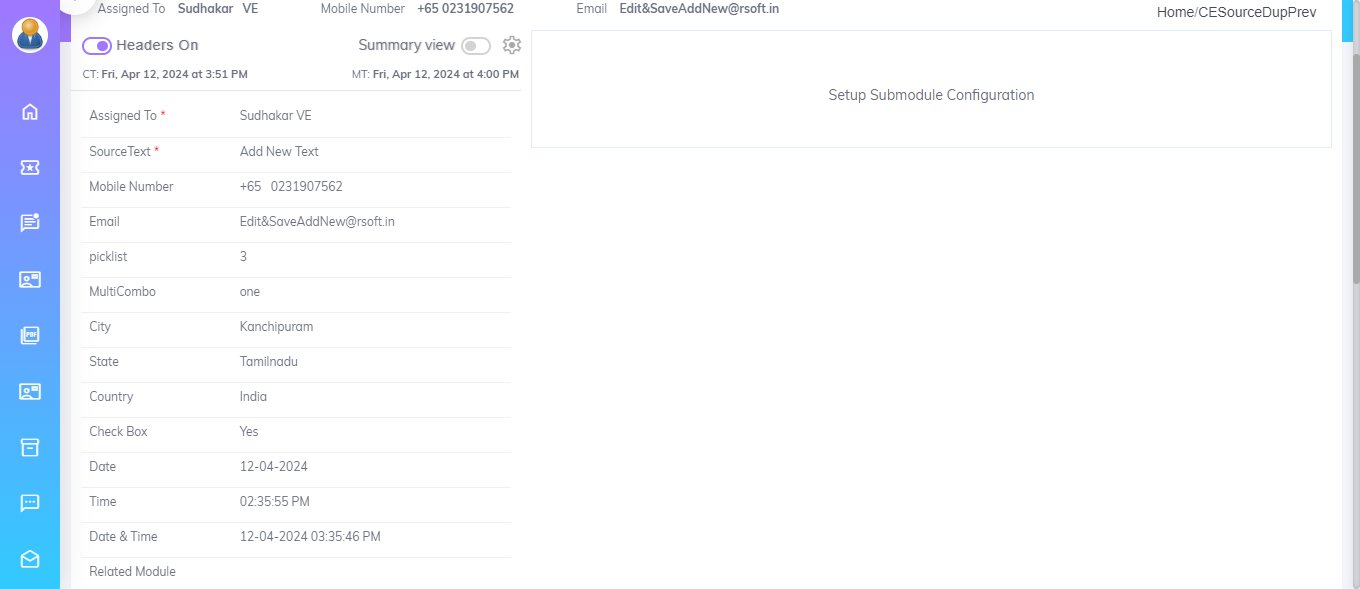 Assigned To Sudhakar VE Mobile Number +65 0231907562 Email Edit&SaveAddNew@rsoft.in
Home/CESourceDupPrev
Headers On Summary view
CT: Fri, Apr 12, 2024 at 3:51 PM MT: Fri, Apr 12, 2024 at 4:00 PM
Setup Submodule Configuration
Assigned To * Sudhakar VE
SourceText * Add New Text
Mobile Number +65 0231907562
Email Edit&SaveAddNew@rsoft.in
picklist 3
MultiCombo one
City Kanchipuram
State Tamilnadu
Country India
Check Box Yes
Date 12-04-2024
Time 02:35:55 PM
Date & Time 12-04-2024 03:35:46 PM
Related Module
PDF